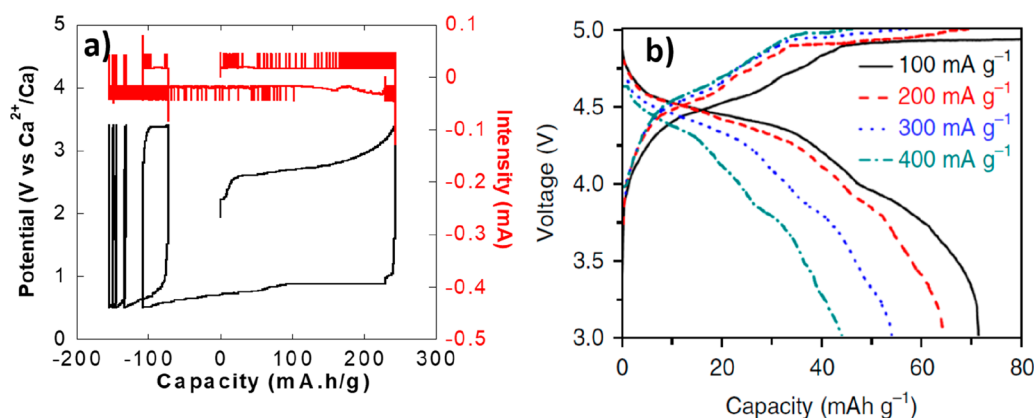 a)
Potential (V vs Ca²⁺/Ca)
5
4
3
2
1
0
-200
-100
0
100
200
300
Capacity (mA.h/g)
0.1
0
-0.1
-0.2
-0.3
-0.4
-0.5
Intensity (mA)
b)
Voltage (V)
5.0
4.5
4.0
3.5
3.0
0
20
40
60
80
Capacity (mAh g⁻¹)
100 mA g⁻¹
200 mA g⁻¹
300 mA g⁻¹
400 mA g⁻¹